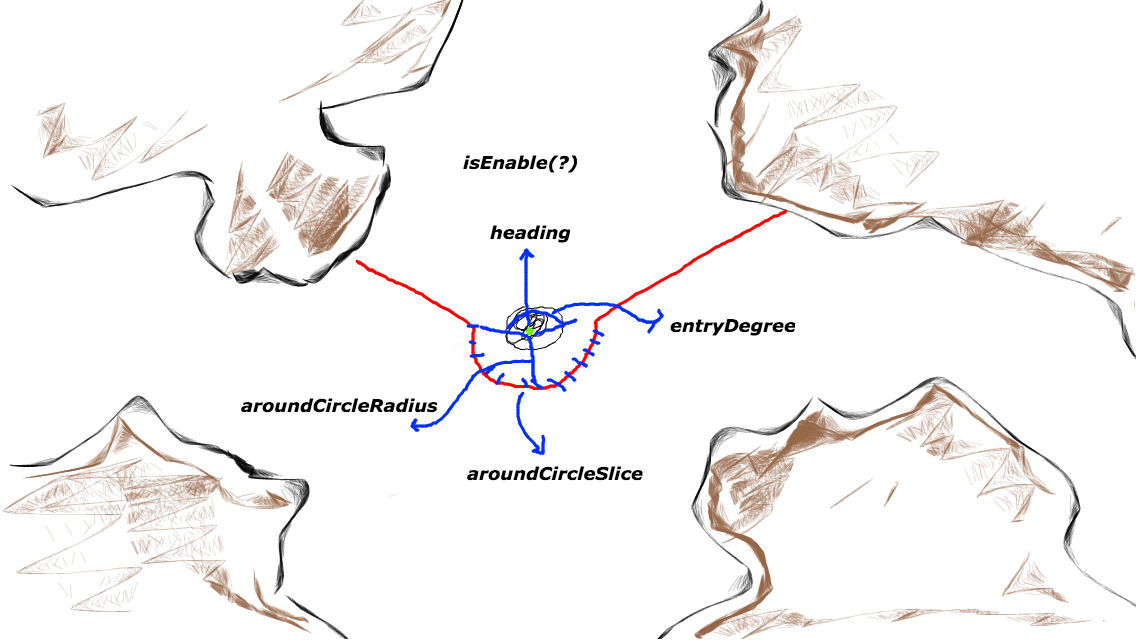 isEnable(?)
heading
entryDegree
aroundCircleRadius
aroundCircleSlice